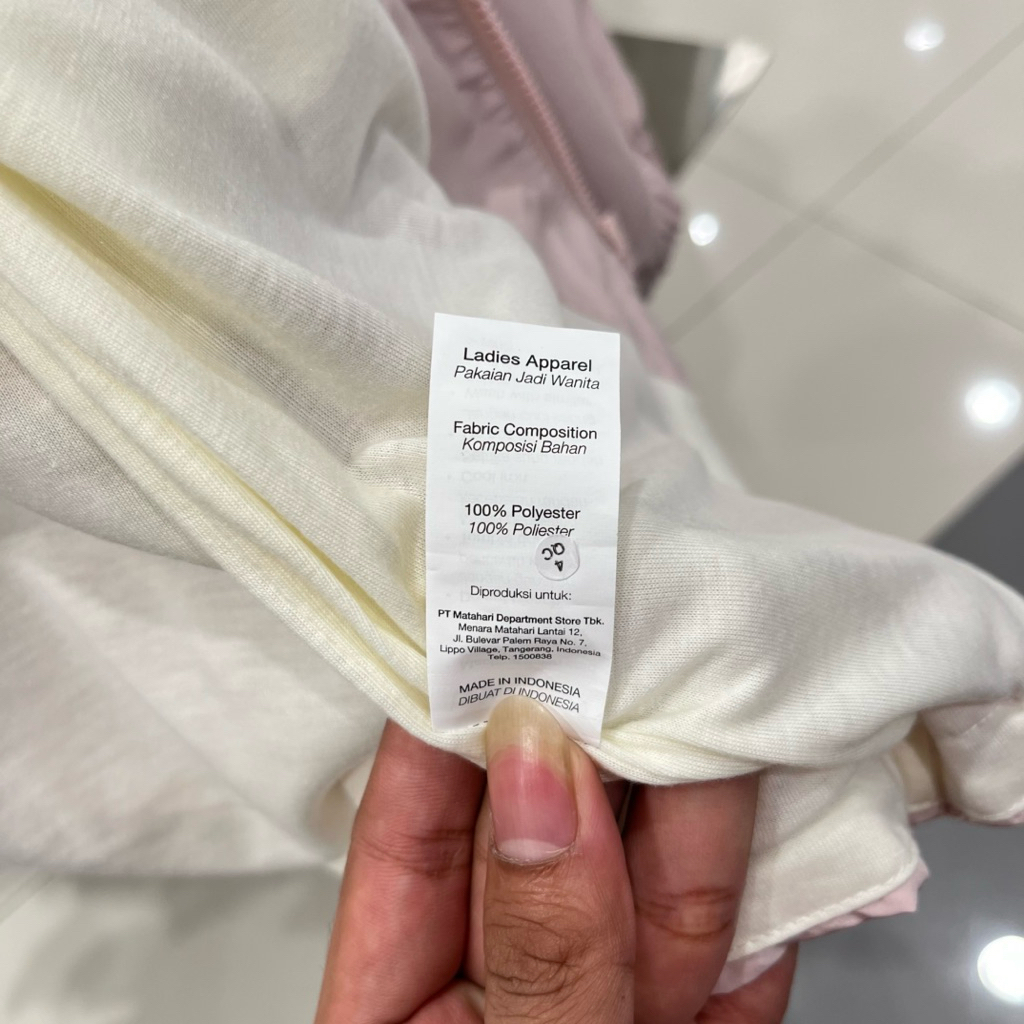 Ladies Apparel
Pakaian Jadi Wanita
Fabric Composition
Komposisi Bahan
100% Polyester
100% Poliester
QC
4
Diproduksi untuk:
PT Matahari Department Store Tbk.
Menara Matahari Lantai 12,
Jl. Bulevar Palem Raya No. 7,
Lippo Village, Tangerang, Indonesia
Telp. 1500838
MADE IN INDONESIA
DIBUAT DI INDONESIA